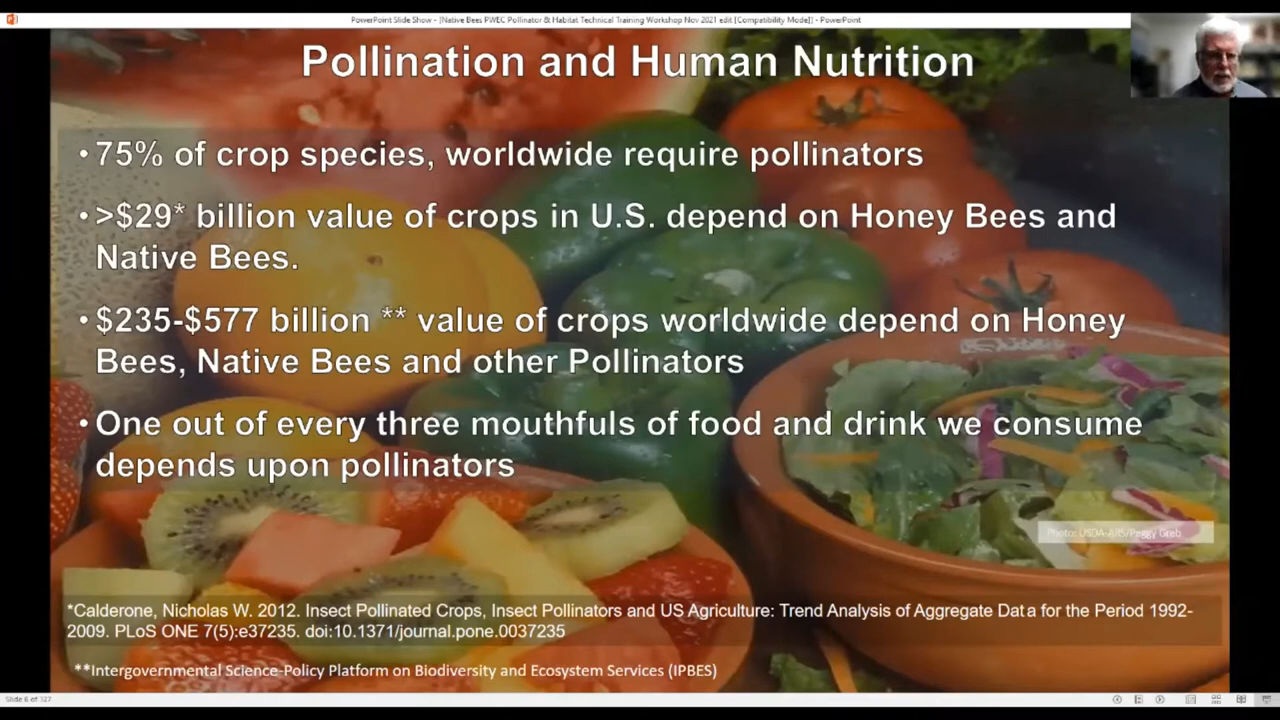 PowerPoint Slide Show - [Native Bees PWEC Pollinator & Habitat Technical Training Workshop Nov 2021 edit [Compatibility Mode]] - PowerPoint
Pollination and Human Nutrition
• 75% of crop species, worldwide require pollinators
• >$29* billion value of crops in U.S. depend on Honey Bees and
Native Bees.
• $235-$577 billion ** value of crops worldwide depend on Honey
Bees, Native Bees and other Pollinators
• One out of every three mouthfuls of food and drink we consume
depends upon pollinators
Photo: USDA-ARS/Peggy Greb
*Calderone, Nicholas W. 2012. Insect Pollinated Crops, Insect Pollinators and US Agriculture: Trend Analysis of Aggregate Data for the Period 1992-
2009. PLoS ONE 7(5):e37235. doi:10.1371/journal.pone.0037235
**Intergovernmental Science-Policy Platform on Biodiversity and Ecosystem Services (IPBES)
Slide 6 of 127